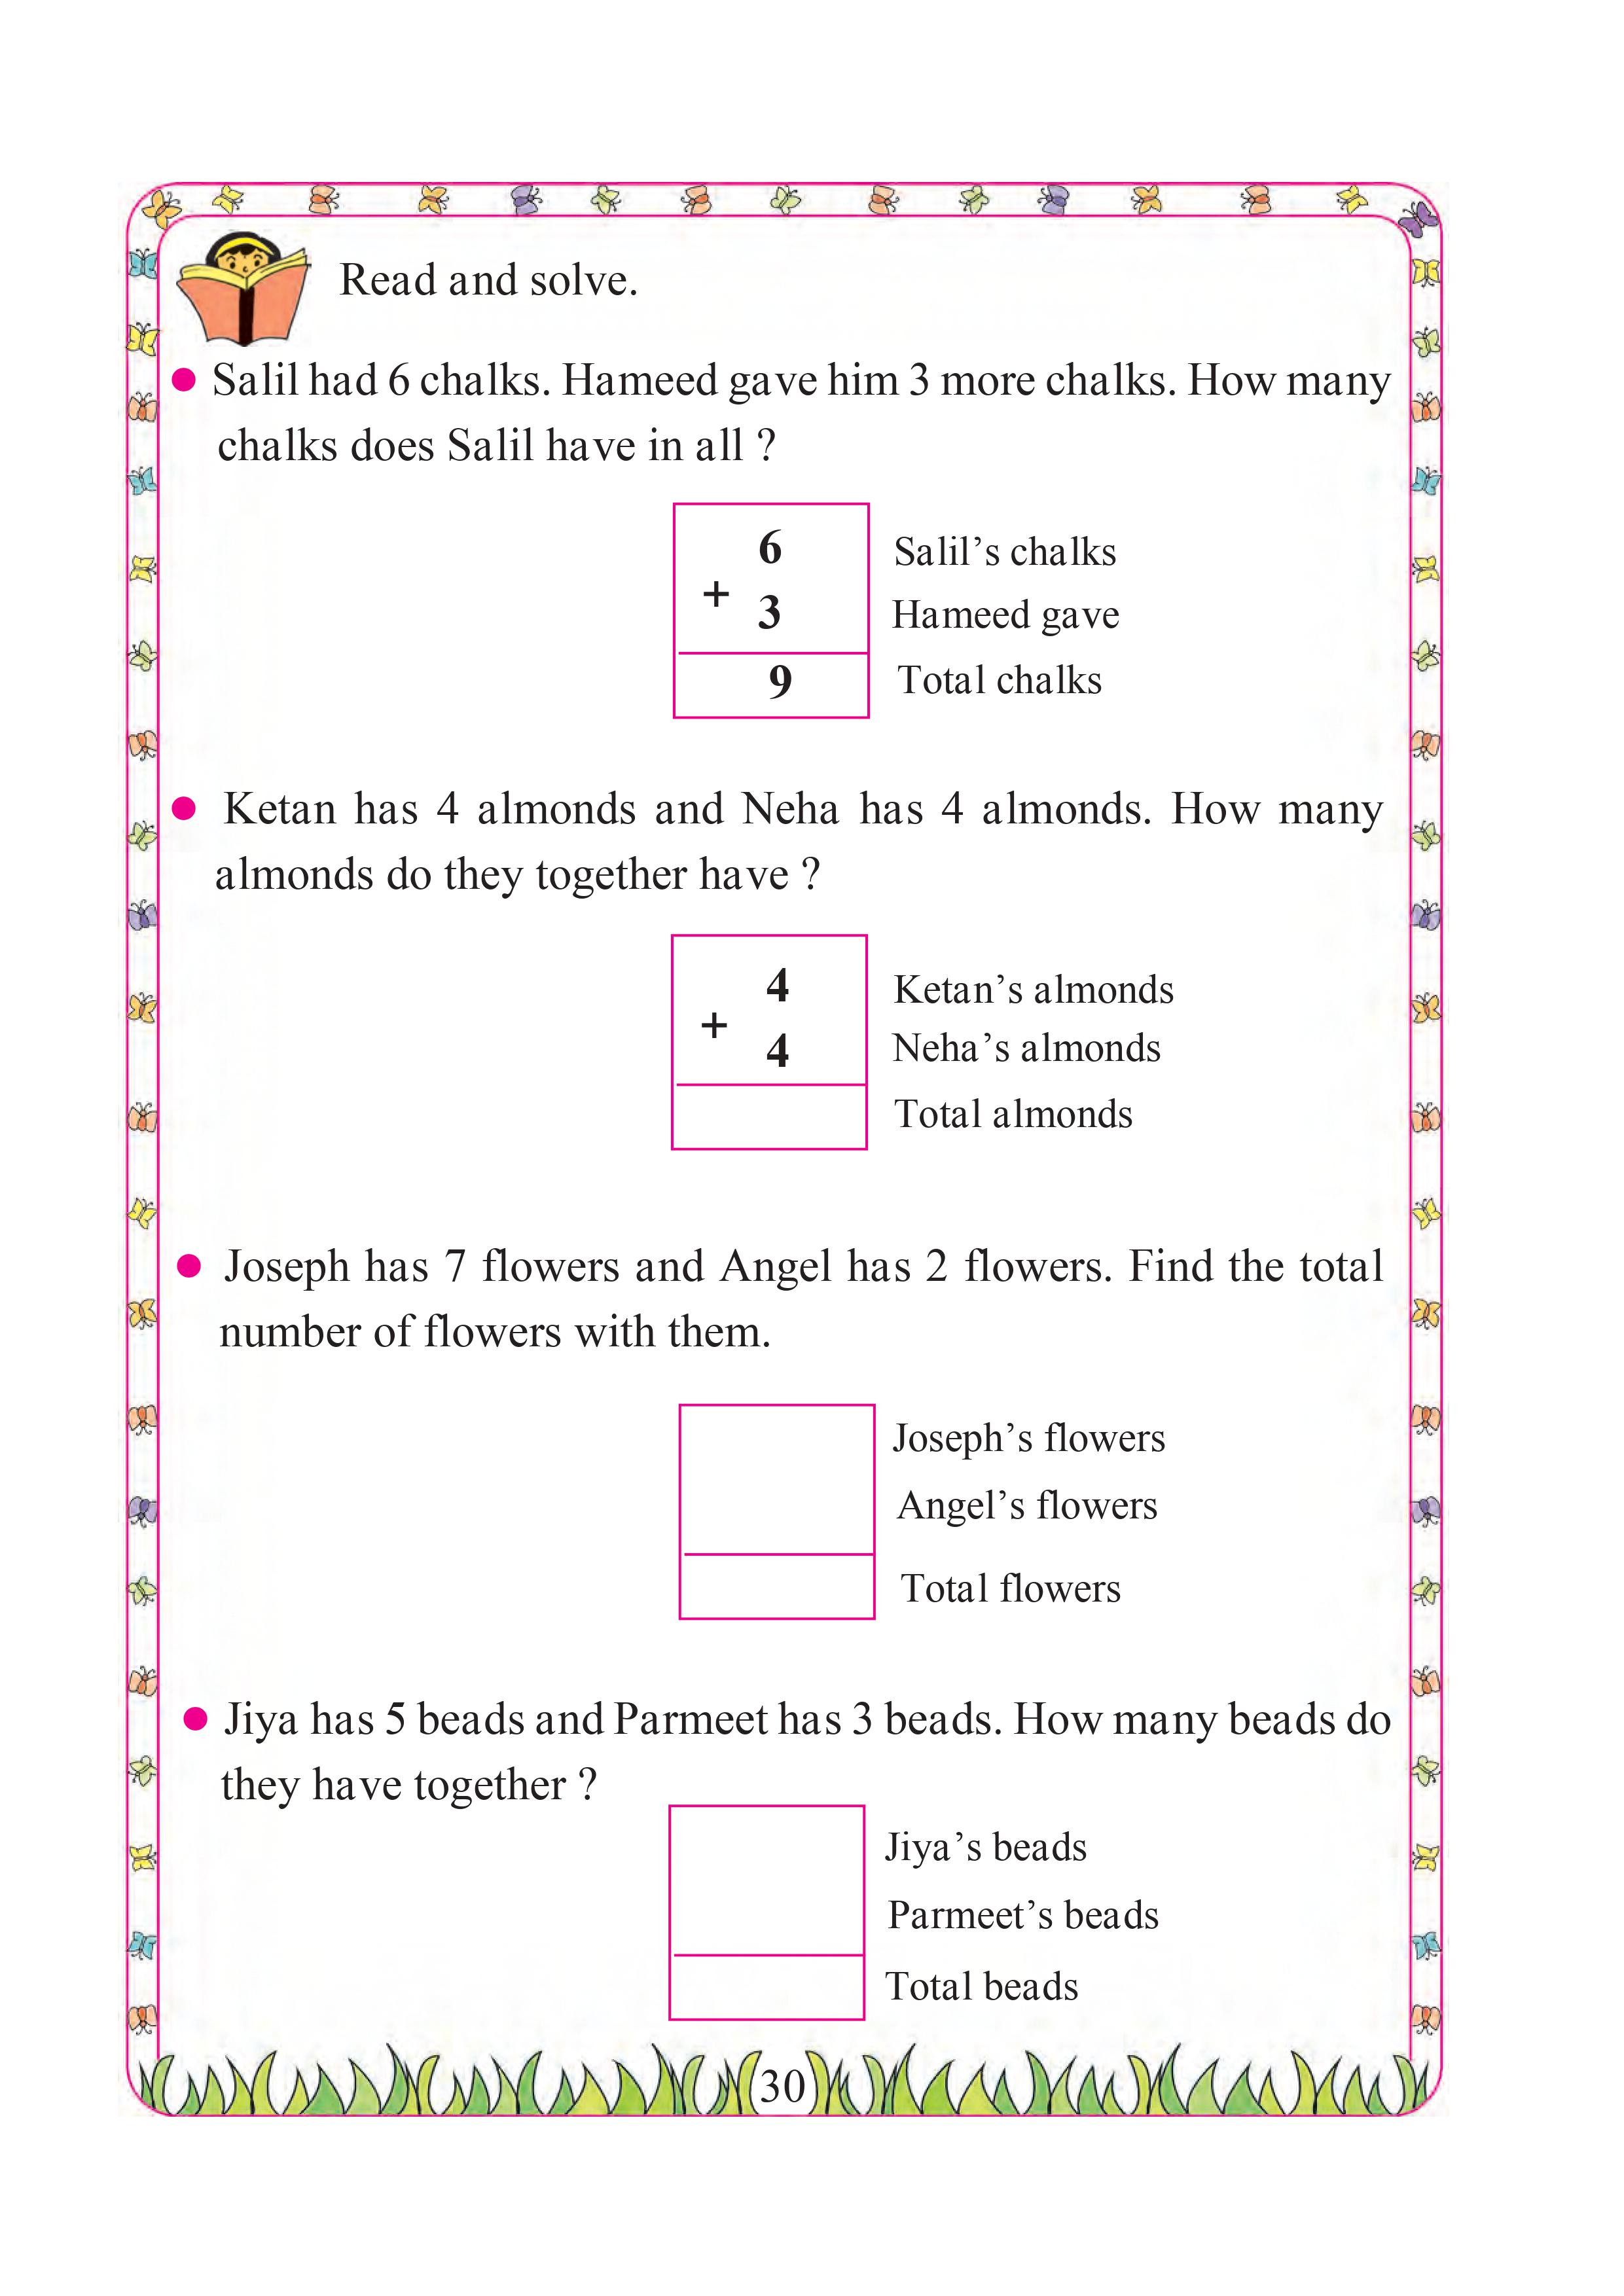 Read and solve.
● Salil had 6 chalks. Hameed gave him 3 more chalks. How many
chalks does Salil have in all ?
6 Salil’s chalks
+ 3 Hameed gave
9 Total chalks
● Ketan has 4 almonds and Neha has 4 almonds. How many
almonds do they together have ?
4 Ketan’s almonds
+ 4 Neha’s almonds
Total almonds
● Joseph has 7 flowers and Angel has 2 flowers. Find the total
number of flowers with them.
Joseph’s flowers
Angel’s flowers
Total flowers
● Jiya has 5 beads and Parmeet has 3 beads. How many beads do
they have together ?
Jiya’s beads
Parmeet’s beads
Total beads
30